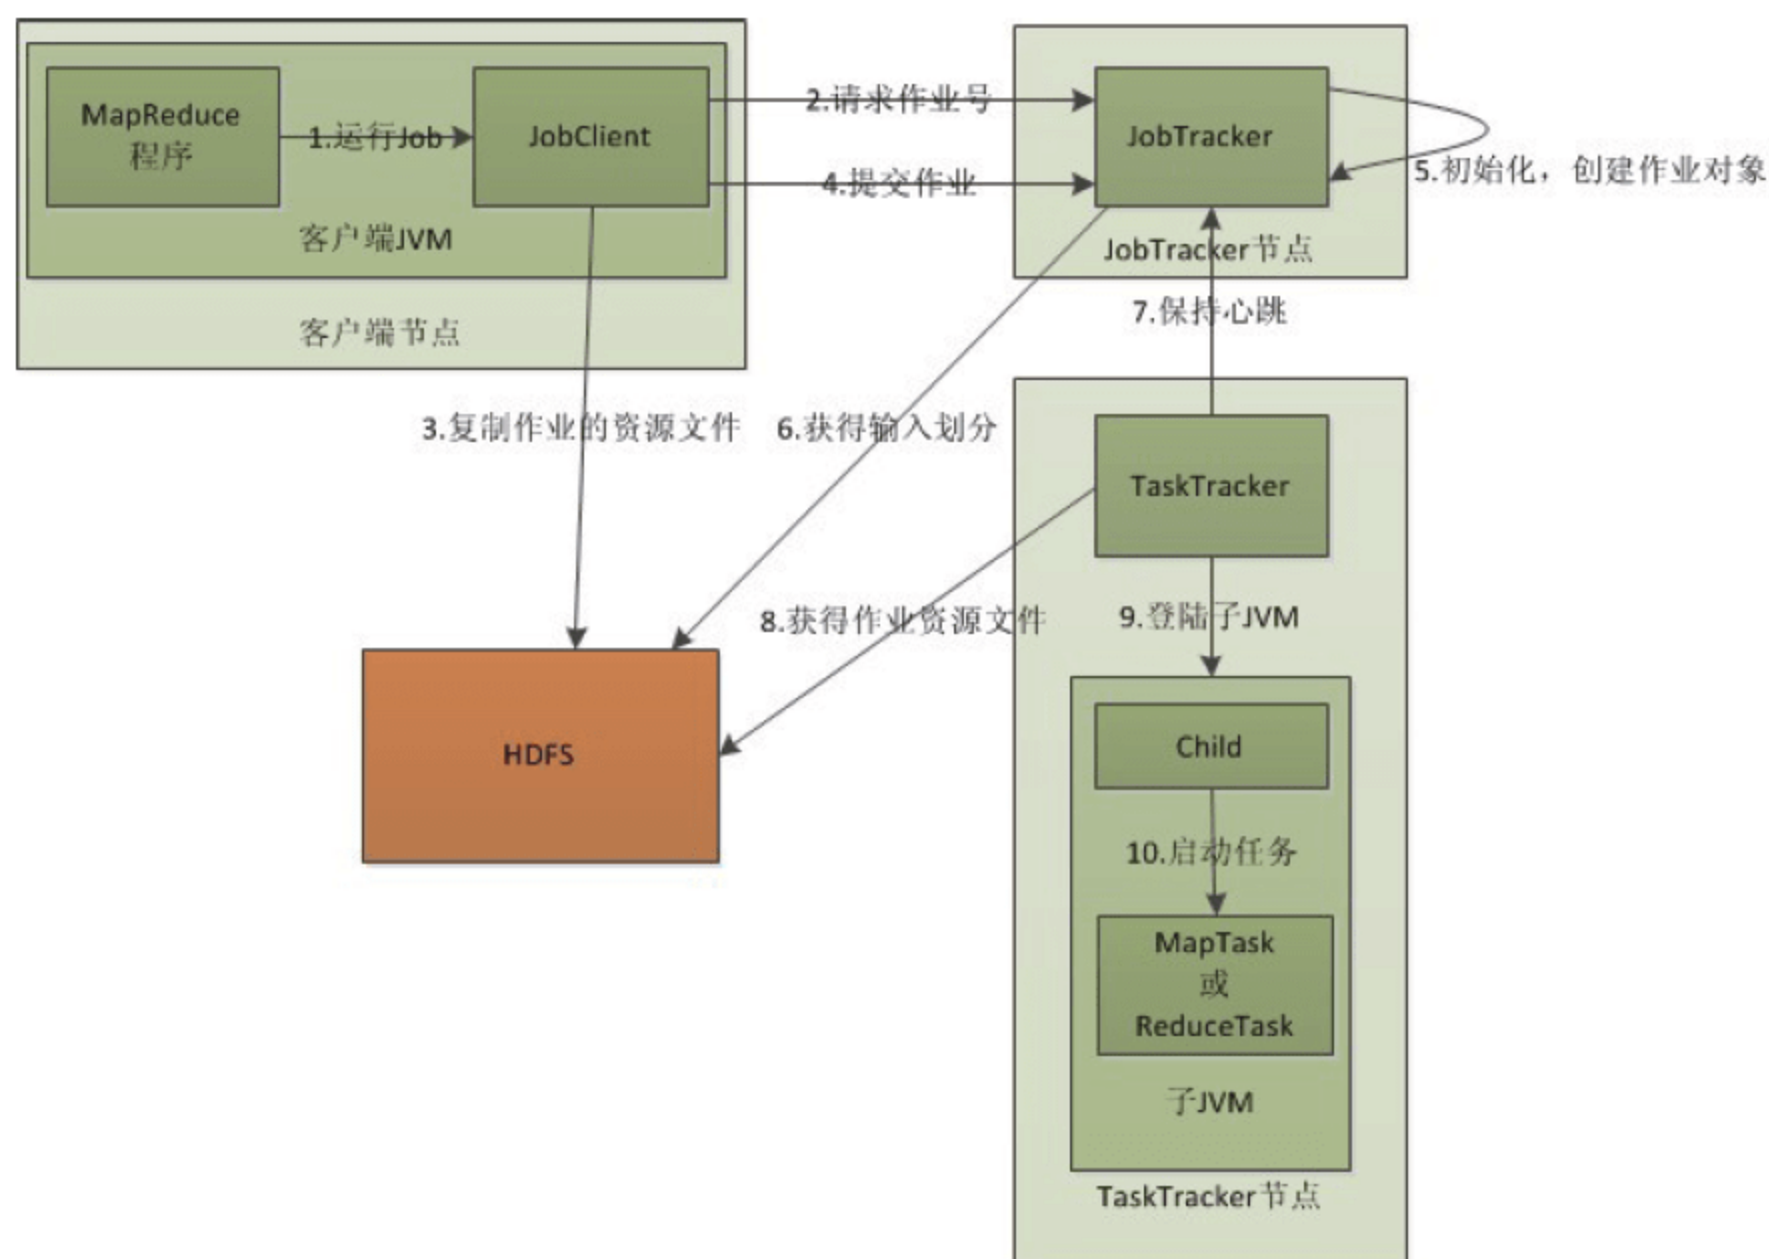 MapReduce
程序
1.运行Job
JobClient
客户端JVM
客户端节点
2.请求作业号
4.提交作业
JobTracker
5.初始化，创建作业对象
JobTracker节点
7.保持心跳
3.复制作业的资源文件
6.获得输入划分
TaskTracker
8.获得作业资源文件
9.登陆子JVM
HDFS
Child
10.启动任务
MapTask
或
ReduceTask
子JVM
TaskTracker节点